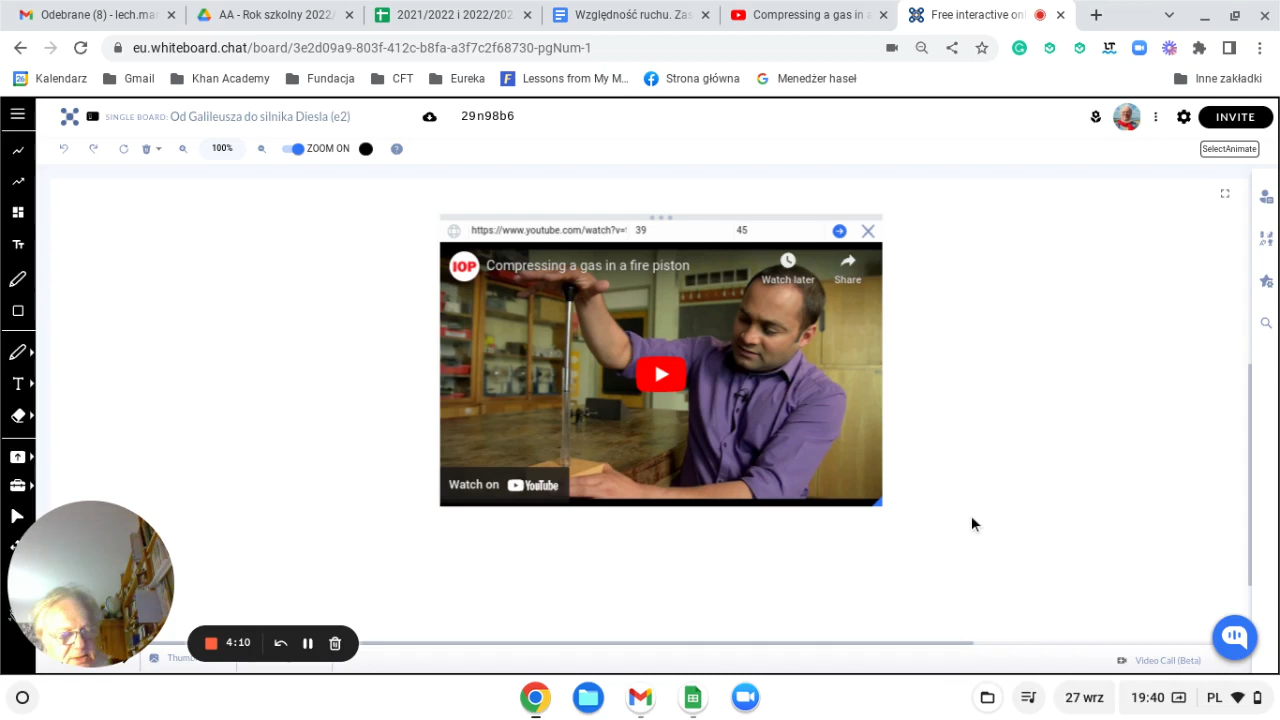 Odebrane (8) - lech.mar
AA - Rok szkolny 2022/
2021/2022 i 2022/202
Względność ruchu. Zas
Compressing a gas in a
Free interactive onl
eu.whiteboard.chat/board/3e2d09a9-803f-412c-b8fa-a3f7c2f68730-pgNum-1
Kalendarz Gmail Khan Academy Fundacja CFT Eureka Lessons from My M... Strona główna Menedżer haseł Inne zakładki
SINGLE BOARD: Od Galileusza do silnika Diesla (e2) 29n98b6 INVITE
100% ZOOM ON SelectAnimate
https://www.youtube.com/watch?v= 39 45
IOP Compressing a gas in a fire piston
Watch later Share
Watch on YouTube
4:10
Thum Video Call (Beta)
27 wrz 19:40 PL